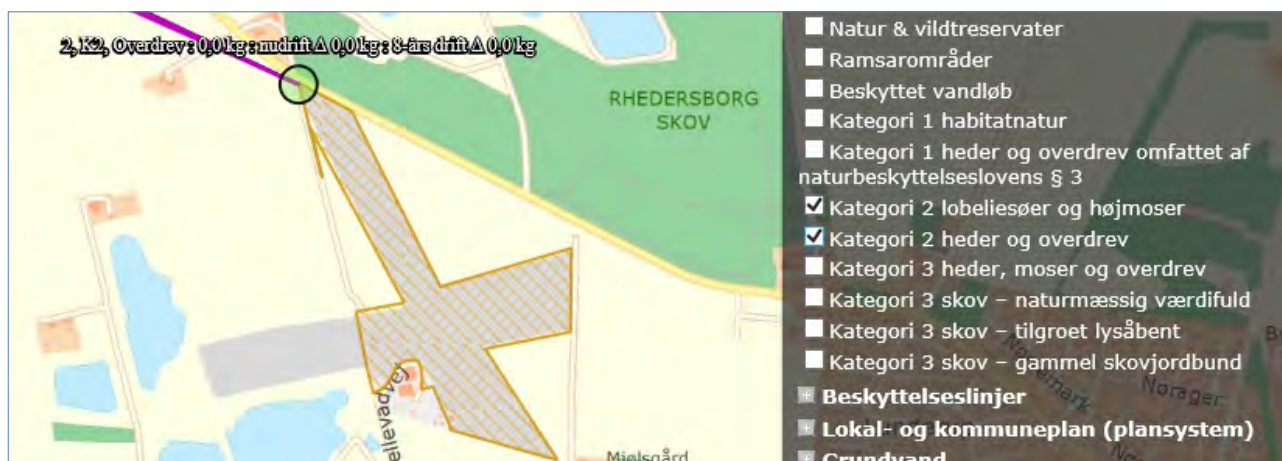 2, K2, Overdrev : 0,0 kg : nudrift Δ 0,0 kg : 8-års drift Δ 0,0 kg
RHEDERSBORG
SKOV
Mjølsgård
Natur & vildtreservater
Ramsarområder
Beskyttet vandløb
Kategori 1 habitatnatur
Kategori 1 heder og overdrev omfattet af
naturbeskyttelseslovens § 3
Kategori 2 lobeliesøer og højmoser
Kategori 2 heder og overdrev
Kategori 3 heder, moser og overdrev
Kategori 3 skov – naturmæssig værdifuld
Kategori 3 skov – tilgroet lysåbent
Kategori 3 skov – gammel skovjordbund
Nørager
Beskyttelseslinjer
Lokal- og kommuneplan (plansystem)
Grundvand